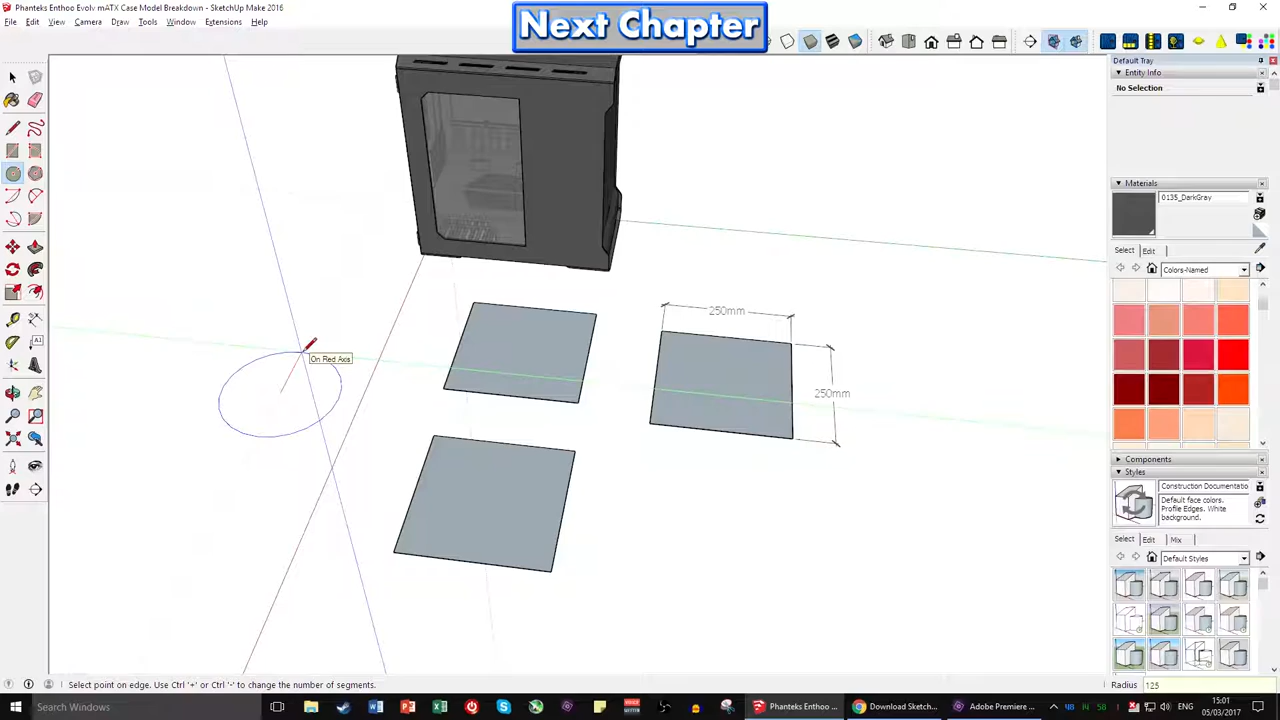 Phanteks Enthoo Evolv mATX Case Model Breakdown - SketchUp Make 2016
Next Chapter
File Edit View Camera Draw Tools Window Extensions Help
Default Tray
Entity Info
No Selection
Materials
0135_DarkGray
Select Edit
Colors-Named
250mm
On Red Axis
250mm
Components
Styles
Construction Documentatio
Default face colors.
Profile Edges. White
background.
Select Edit Mix
Default Styles
Select point on edge. Use Ctrl '+' or Ctrl '-' to change the number of segments.
Radius 125
Search Windows
Phanteks Enthoo ...
Download Sketch...
Adobe Premiere ...
15:01
05/03/2017